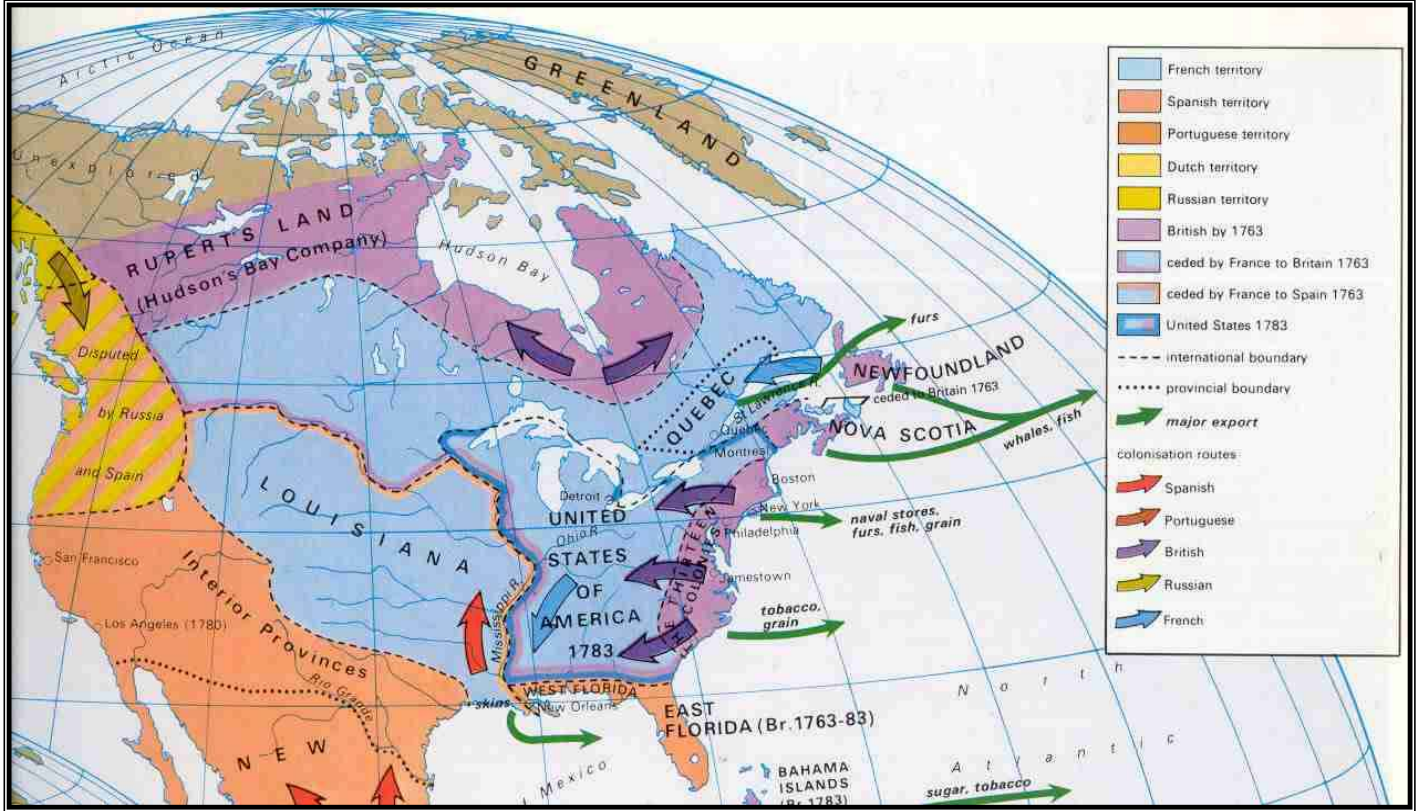 Arctic Ocean
GREENLAND
Unexplored
RUPERT'S LAND
(Hudson's Bay Company)
Hudson Bay
Disputed
by Russia
and Spain
furs
NEWFOUNDLAND
ceded to Britain 1763
QUEBEC
St Lawrence R.
Quebec
NOVA SCOTIA
whales, fish
Montreal
LOUISIANA
Detroit
Boston
New York
naval stores,
furs, fish, grain
Philadelphia
UNITED
Ohio R.
STATES
OF
AMERICA
1783
THE THIRTEEN
COLONIES
Jamestown
tobacco,
grain
San Francisco
Interior Provinces
Los Angeles (1780)
Mississippi R.
Rio Grande
skins
WEST FLORIDA
New Orleans
EAST
FLORIDA (Br.1763-83)
NEW
Mexico
BAHAMA
ISLANDS
(Br.1783)
North
Atlantic
sugar, tobacco
French territory
Spanish territory
Portuguese territory
Dutch territory
Russian territory
British by 1763
ceded by France to Britain 1763
ceded by France to Spain 1763
United States 1783
international boundary
provincial boundary
major export
colonisation routes
Spanish
Portuguese
British
Russian
French